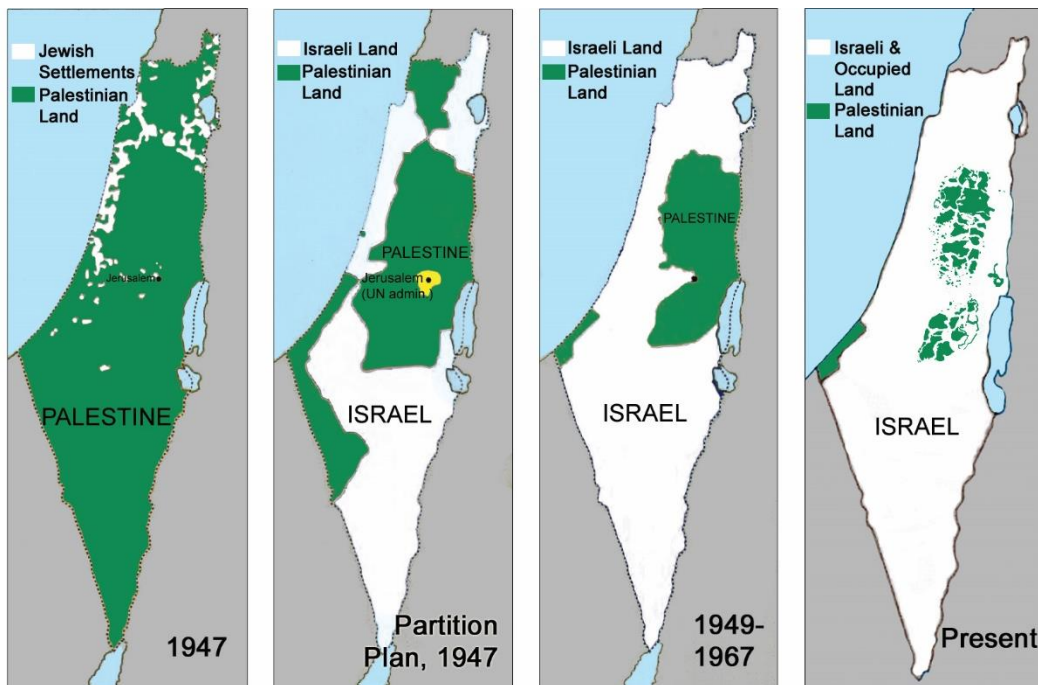 Jewish
Settlements
Palestinian
Land
Jerusalem
PALESTINE
1947
Israeli Land
Palestinian
Land
PALESTINE
Jerusalem
(UN admin.)
ISRAEL
Partition
Plan, 1947
Israeli Land
Palestinian
Land
PALESTINE
ISRAEL
1949-
1967
Israeli &
Occupied
Land
Palestinian
Land
ISRAEL
Present